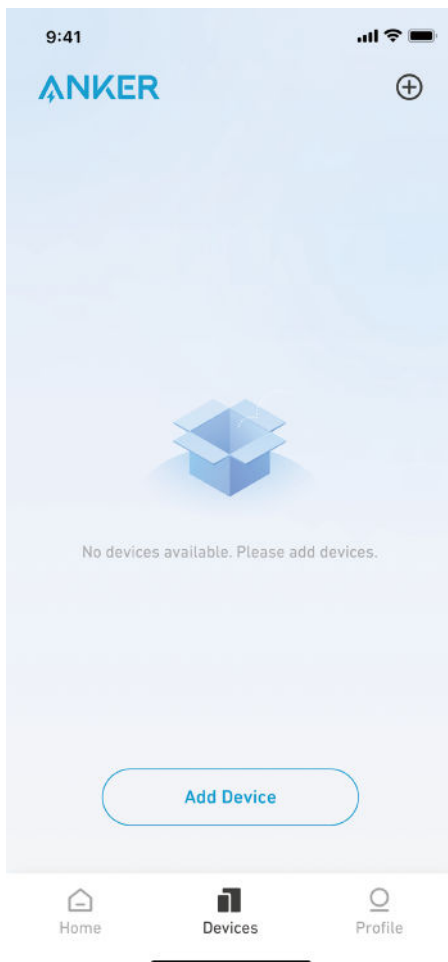 9:41
ANKER
No devices available. Please add devices.
Add Device
Home Devices Profile